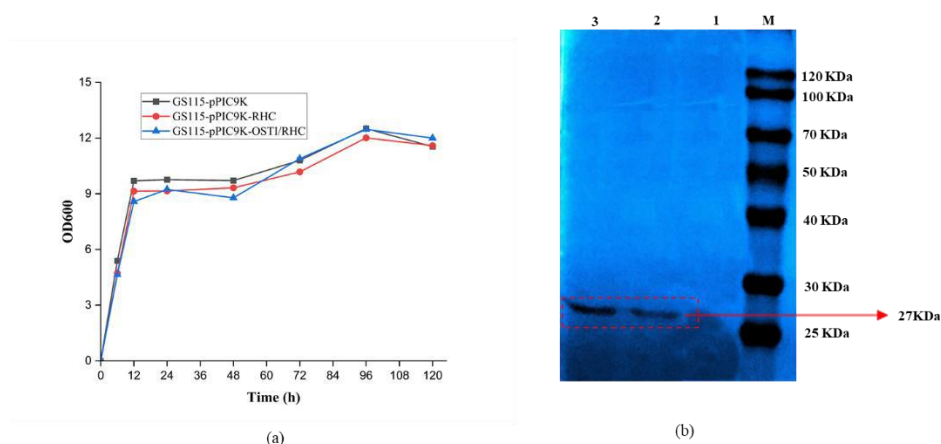 15
12
9
6
3
0
OD600
GS115-pPIC9K
GS115-pPIC9K-RHC
GS115-pPIC9K-OSTI/RHC
0 12 24 36 48 60 72 84 96 108 120
Time (h)
(a)
3 2 1 M
120 KDa
100 KDa
70 KDa
50 KDa
40 KDa
30 KDa
27KDa
25 KDa
(b)